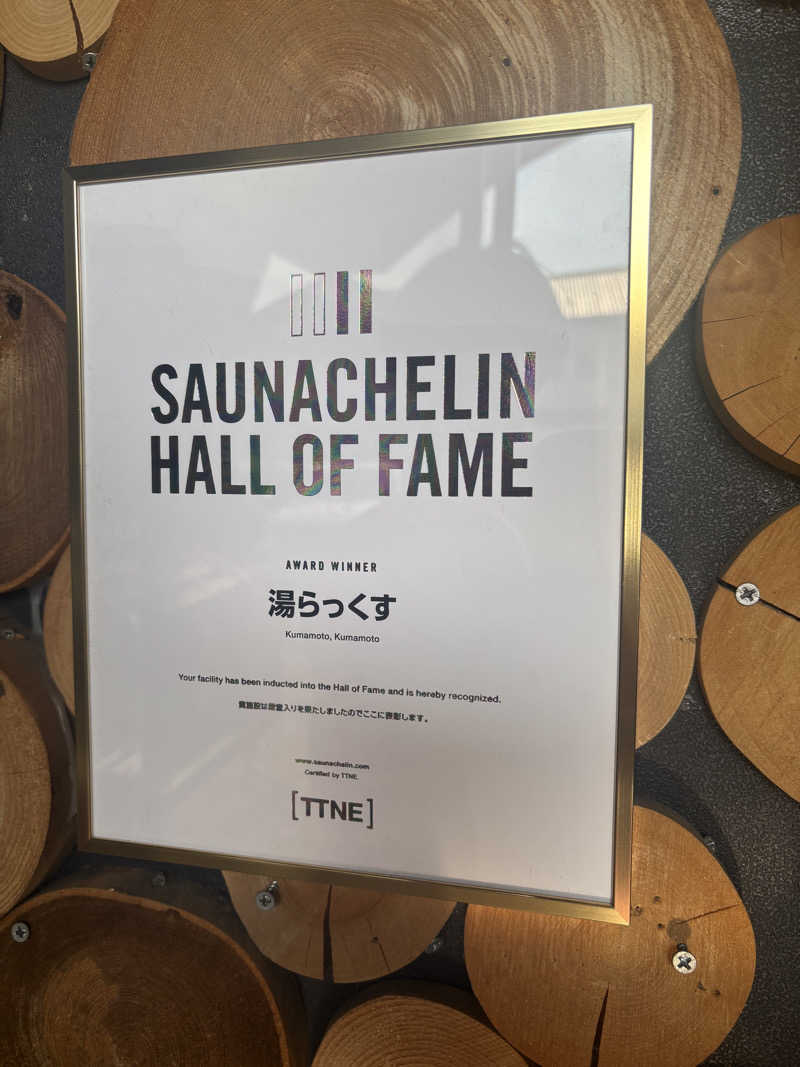 SAUNACHELIN
HALL OF FAME
AWARD WINNER
湯らっくす
Kumamoto, Kumamoto
Your facility has been inducted into the Hall of Fame and is hereby recognized.
貴施設は殿堂入りを果たしましたのでここに表彰します。
www.saunachelin.com
Certified by TTNE
[TTNE]